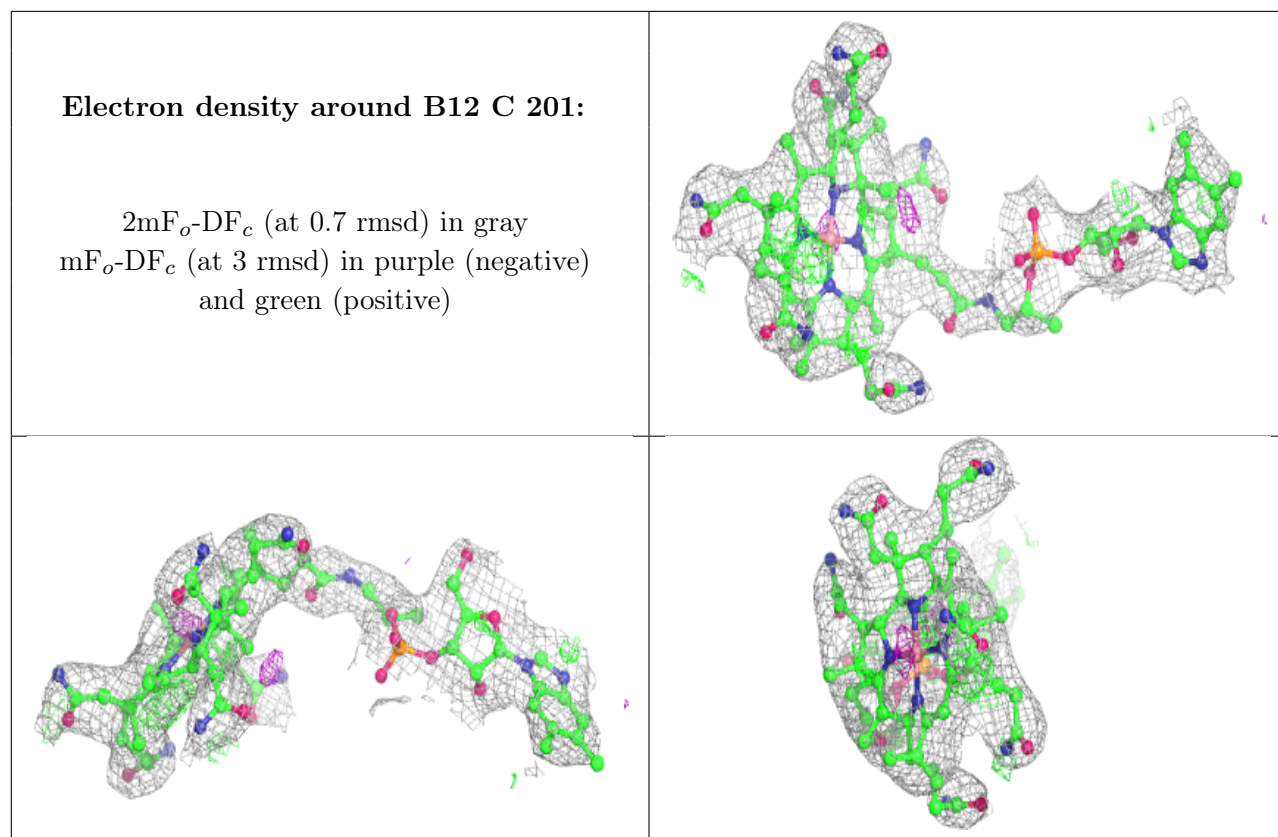 Electron density around B12 C 201:
2mFₒ-DF𝒸 (at 0.7 rmsd) in gray
mFₒ-DF𝒸 (at 3 rmsd) in purple (negative)
and green (positive)